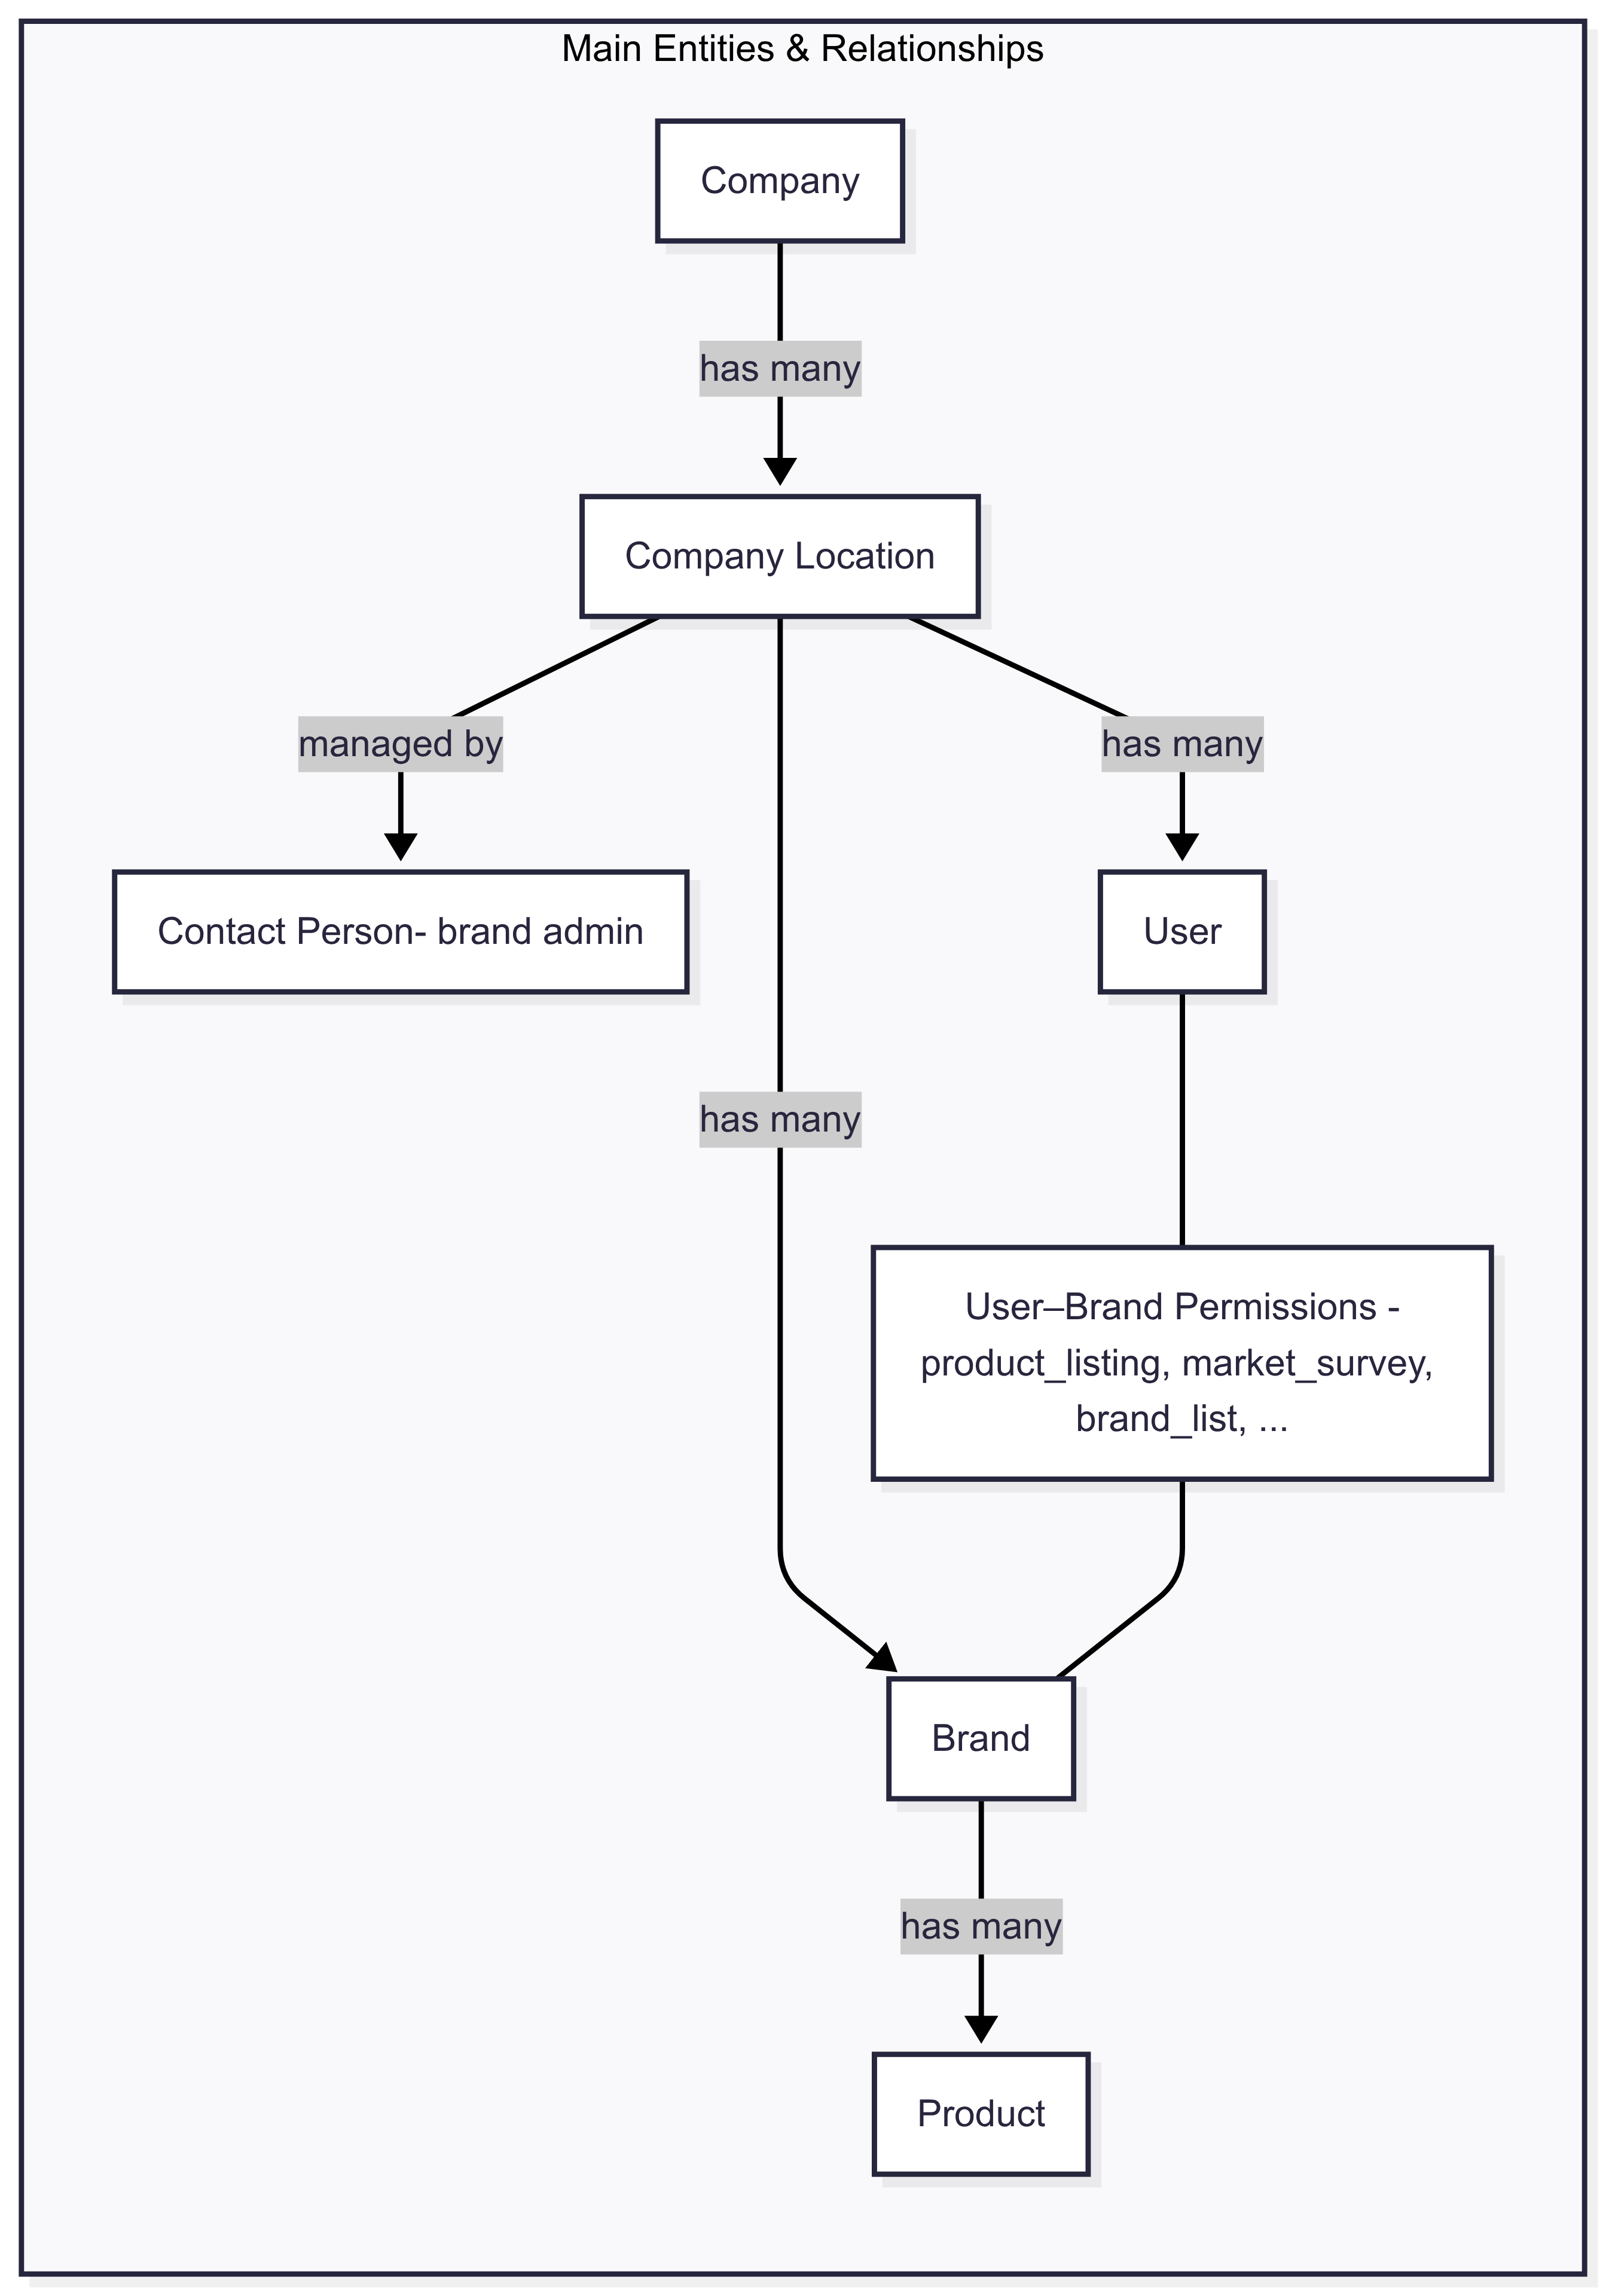 Main Entities & Relationships
Company
has many
Company Location
managed by
has many
Contact Person- brand admin
User
has many
User–Brand Permissions -
product_listing, market_survey,
brand_list, ...
Brand
has many
Product